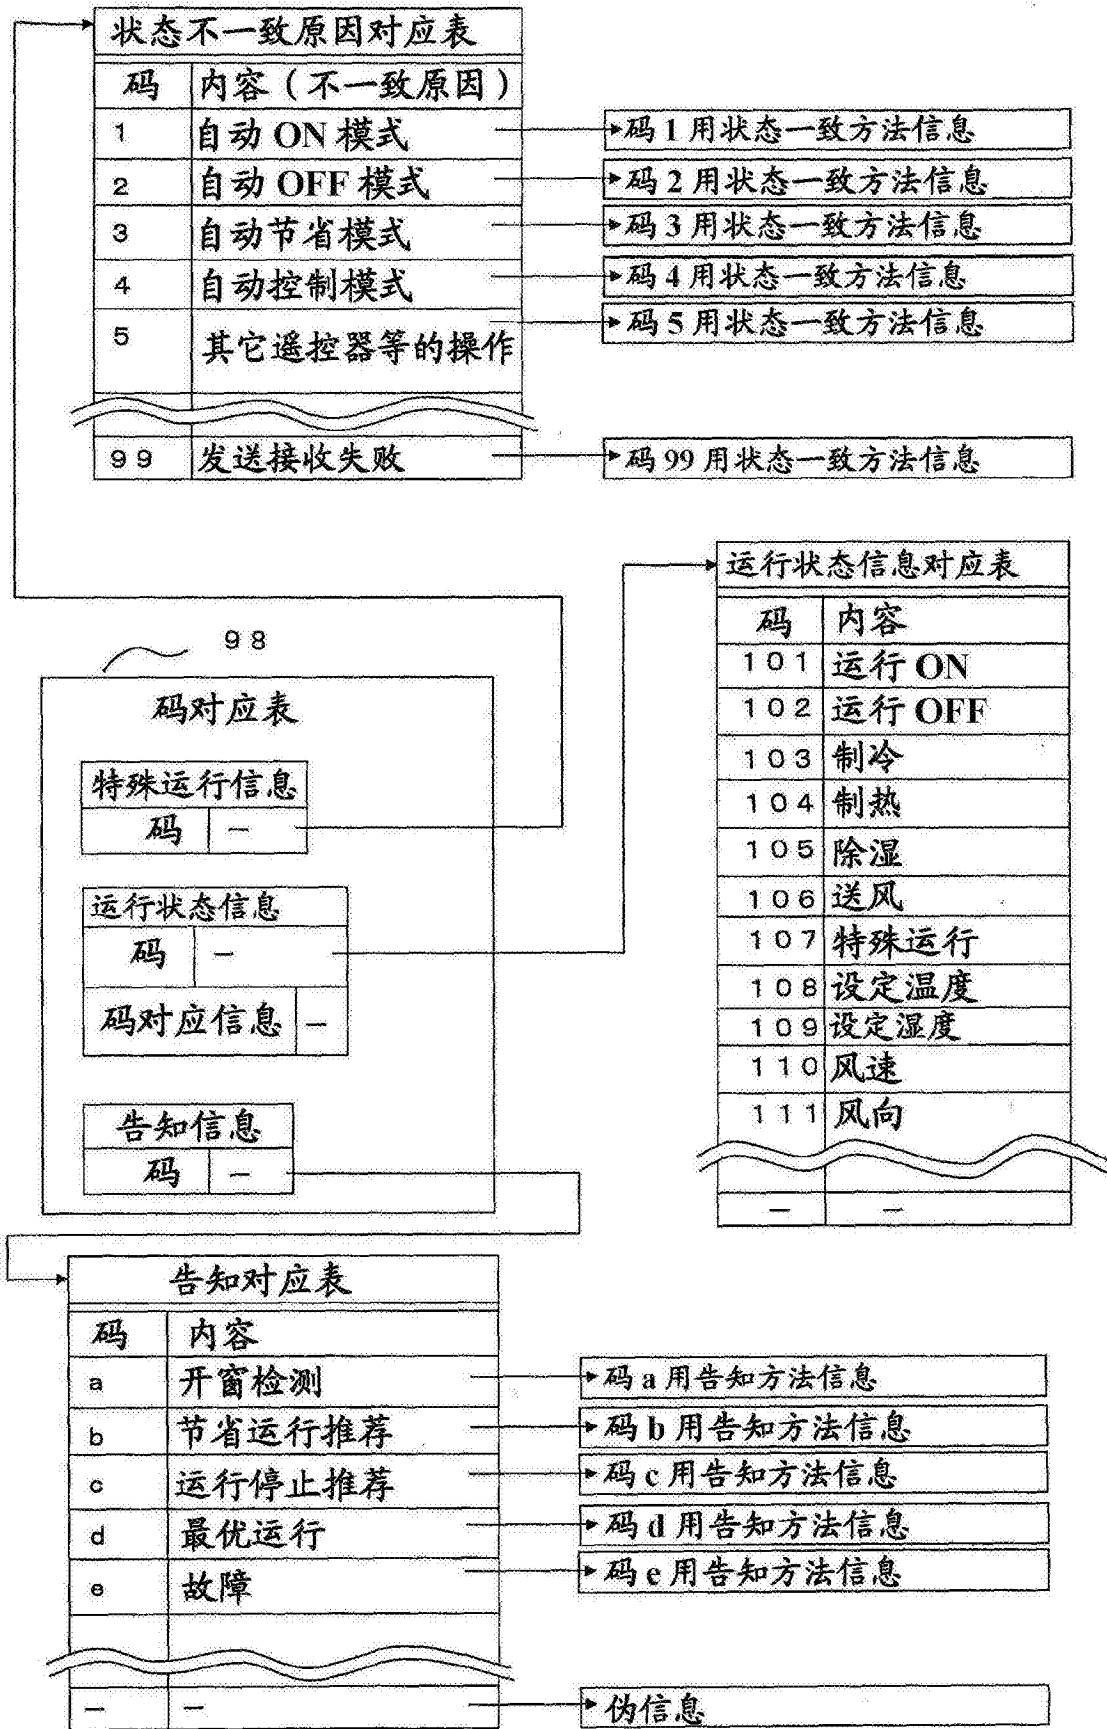 状态不一致原因对应表
码 内容（不一致原因）
1 自动 ON 模式 码 1 用状态一致方法信息
2 自动 OFF 模式 码 2 用状态一致方法信息
3 自动节省模式 码 3 用状态一致方法信息
4 自动控制模式 码 4 用状态一致方法信息
5 其它遥控器等的操作 码 5 用状态一致方法信息
99 发送接收失败 码 99 用状态一致方法信息
98
码对应表
特殊运行信息
码 －
运行状态信息
码 －
码对应信息 －
告知信息
码 －
运行状态信息对应表
码 内容
101 运行 ON
102 运行 OFF
103 制冷
104 制热
105 除湿
106 送风
107 特殊运行
108 设定温度
109 设定湿度
110 风速
111 风向
－ －
告知对应表
码 内容
a 开窗检测 码 a 用告知方法信息
b 节省运行推荐 码 b 用告知方法信息
c 运行停止推荐 码 c 用告知方法信息
d 最优运行 码 d 用告知方法信息
e 故障 码 e 用告知方法信息
－ － 伪信息